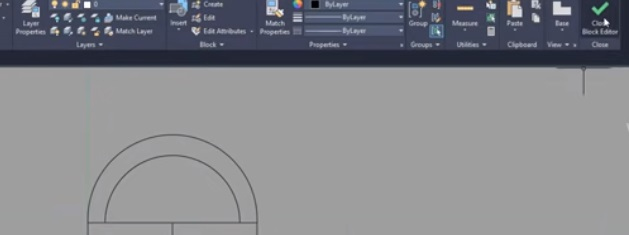 Create
ByLayer
Layer Properties
Make Current
Insert
Edit
Match Properties
ByLayer
Group
Measure
Paste
Base
Close Block Editor
Match Layer
Edit Attributes
ByLayer
Layers
Block
Properties
Groups
Utilities
Clipboard
View
Close